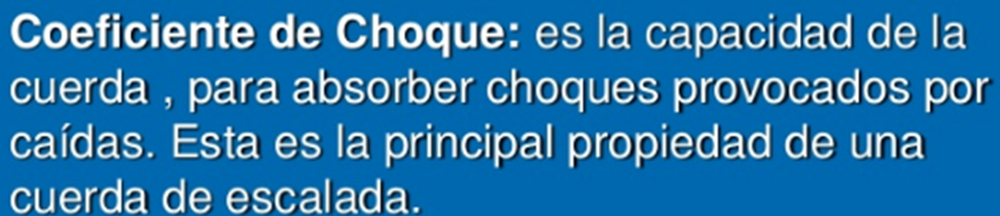 Coeficiente de Choque: es la capacidad de la
cuerda , para absorber choques provocados por
caídas. Esta es la principal propiedad de una
cuerda de escalada.